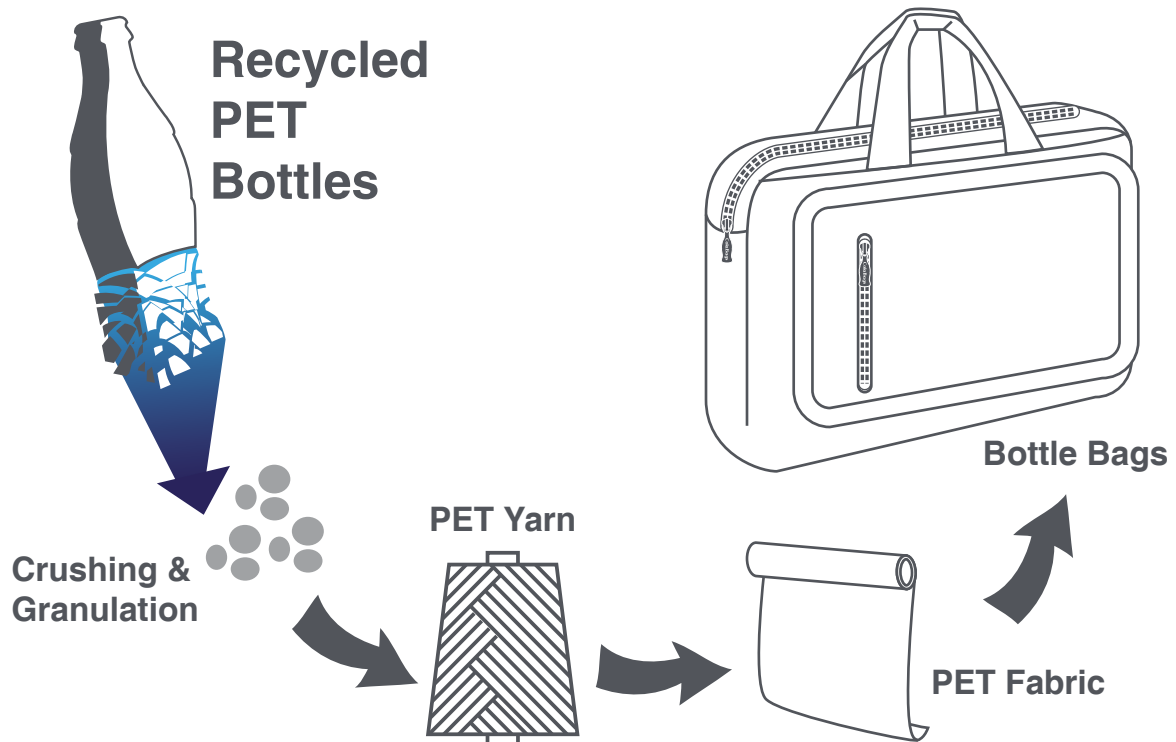 Recycled
PET
Bottles
Crushing &
Granulation
PET Yarn
PET Fabric
Bottle Bags